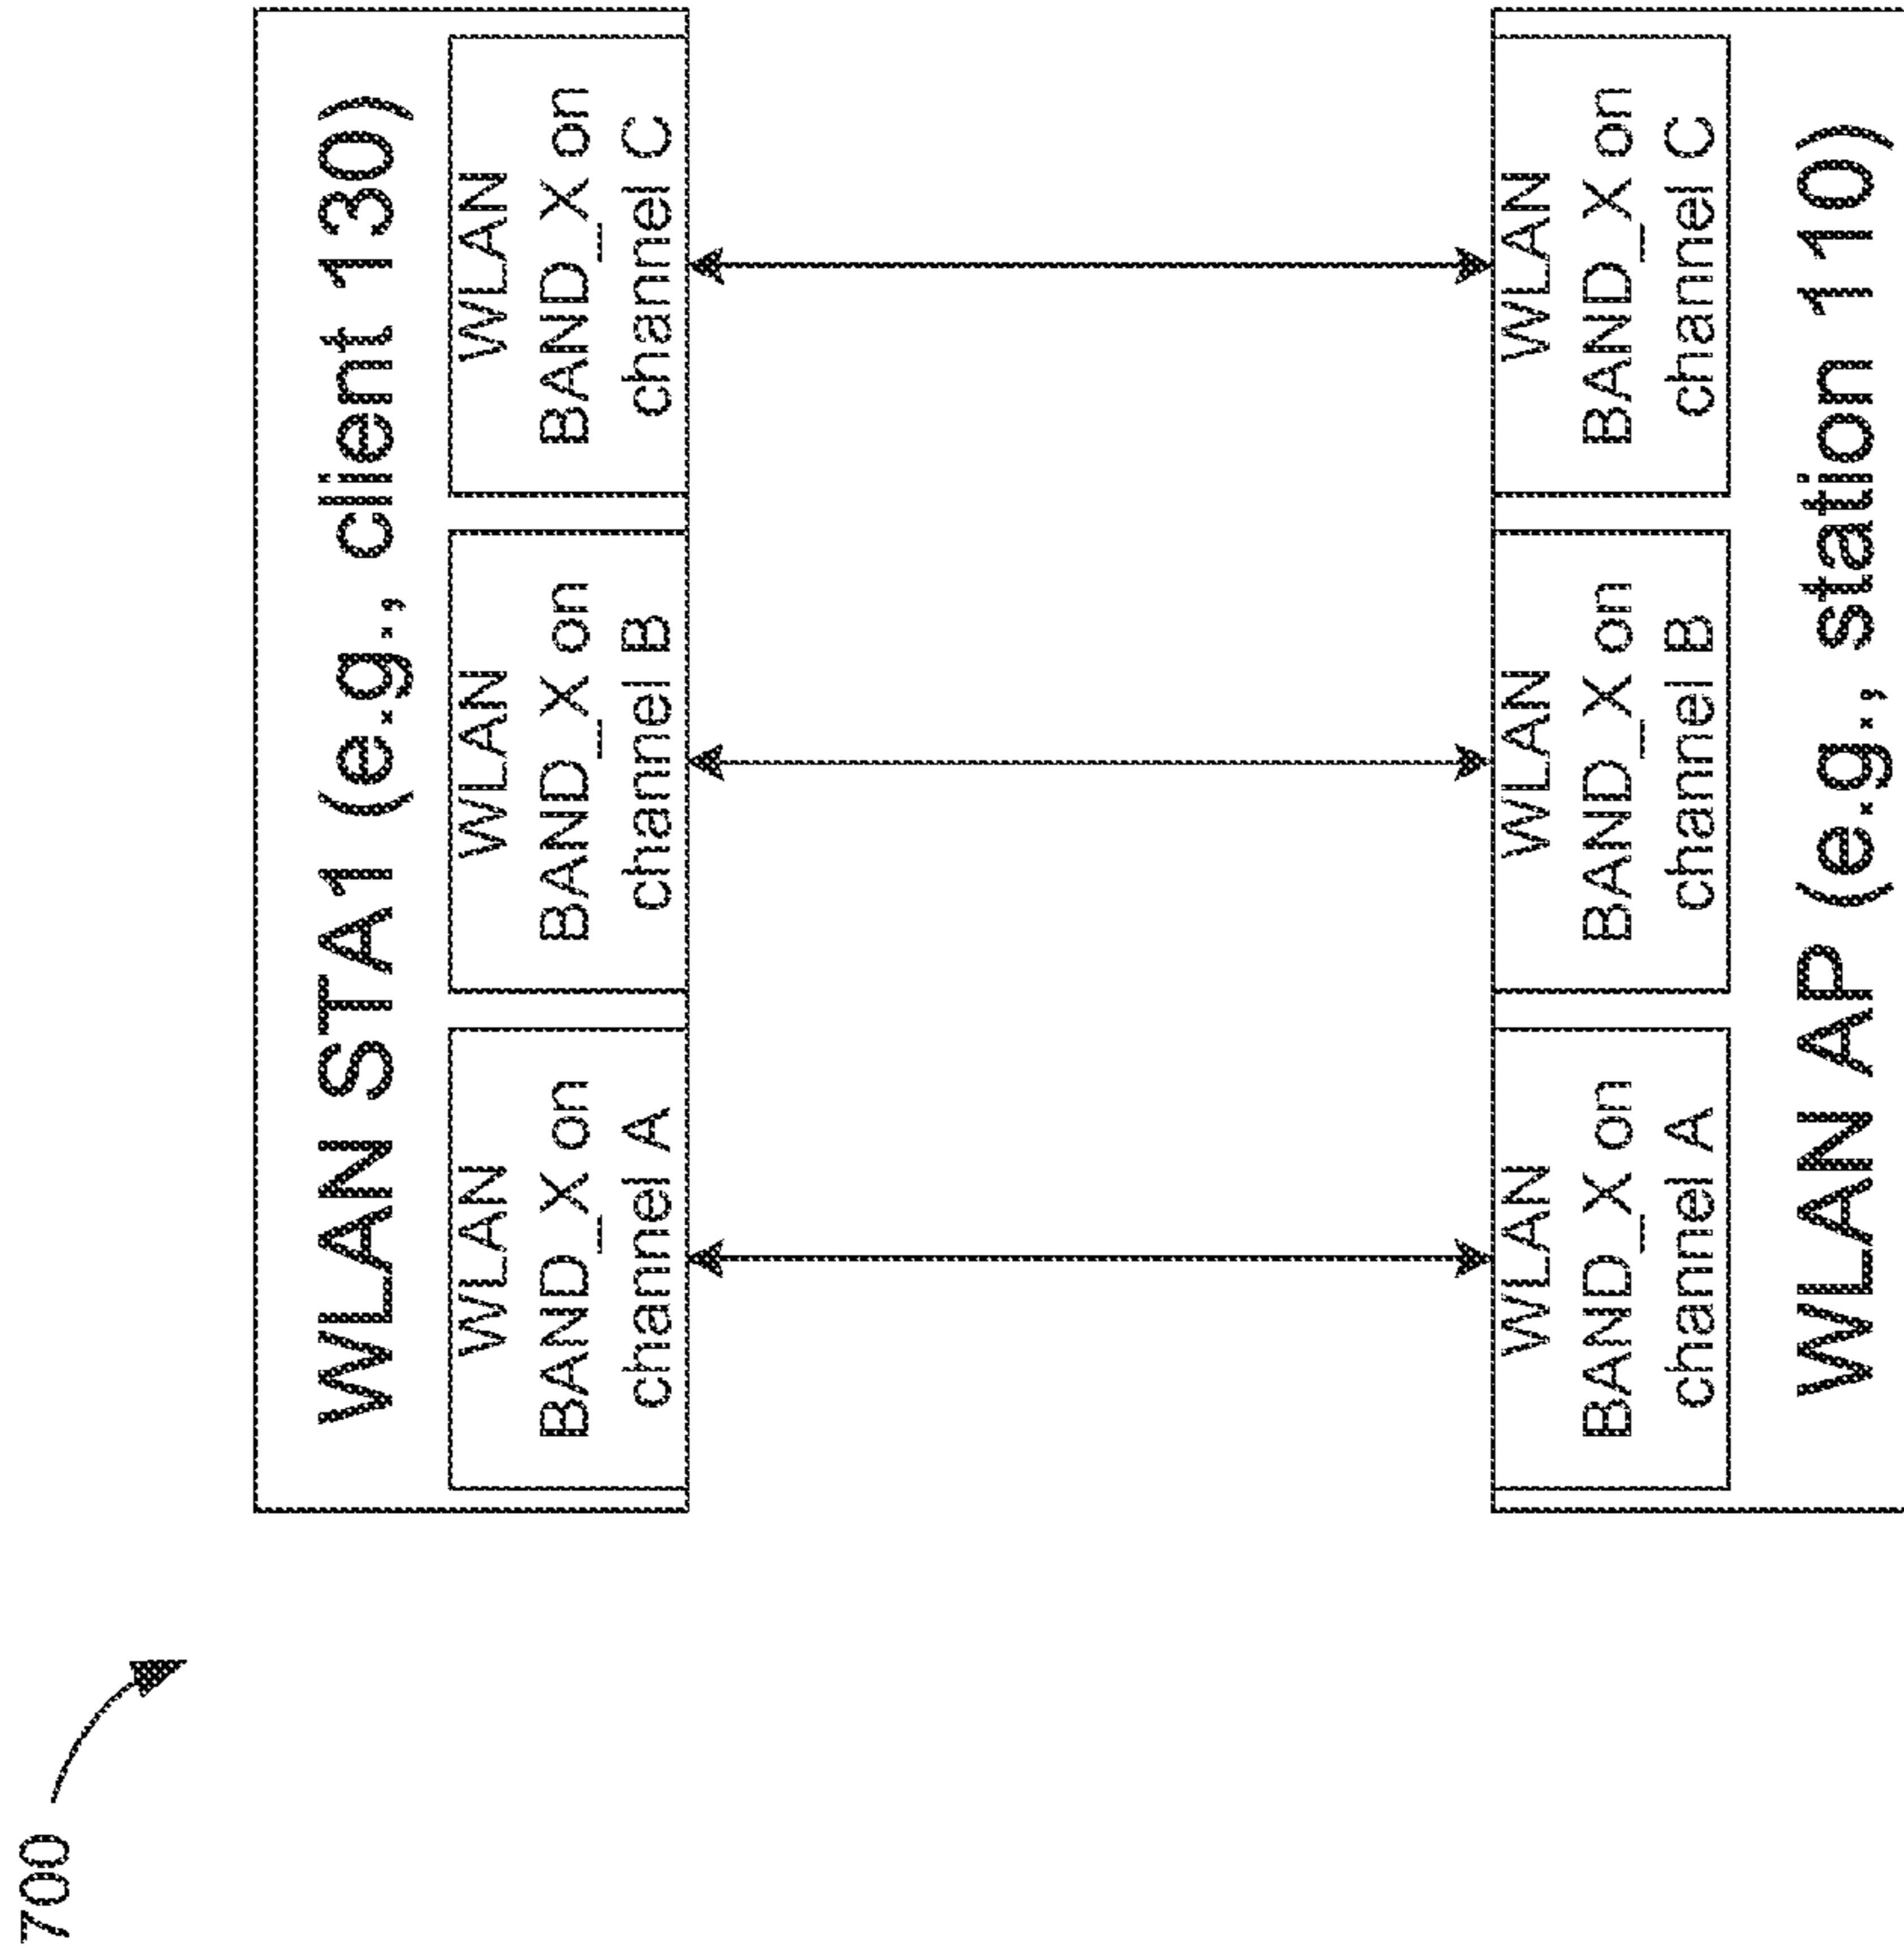 700
WLAN STA1 (e.g., client 130)
WLAN
BAND_X on
channel A
WLAN
BAND_X on
channel B
WLAN
BAND_X on
channel C
WLAN
BAND_X on
channel A
WLAN
BAND_X on
channel B
WLAN
BAND_X on
channel C
WLAN AP (e.g., station 110)